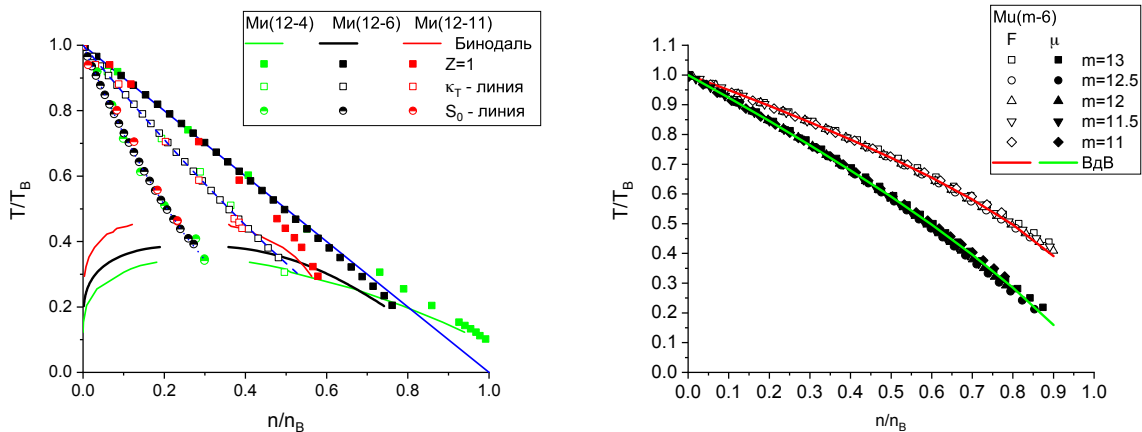 Ми(12-4) Ми(12-6) Ми(12-11)
Бинодаль
Z=1
κT - линия
S0 - линия
1.0
0.8
0.6
0.4
0.2
0.0
T/TB
0.0 0.2 0.4 0.6 0.8 1.0
n/nB
Mu(m-6)
F μ
m=13
m=12.5
m=12
m=11.5
m=11
ВдВ
1.1
1.0
0.9
0.8
0.7
0.6
0.5
0.4
0.3
0.2
0.1
0.0
T/TB
0.0 0.1 0.2 0.3 0.4 0.5 0.6 0.7 0.8 0.9 1.0
n/nB